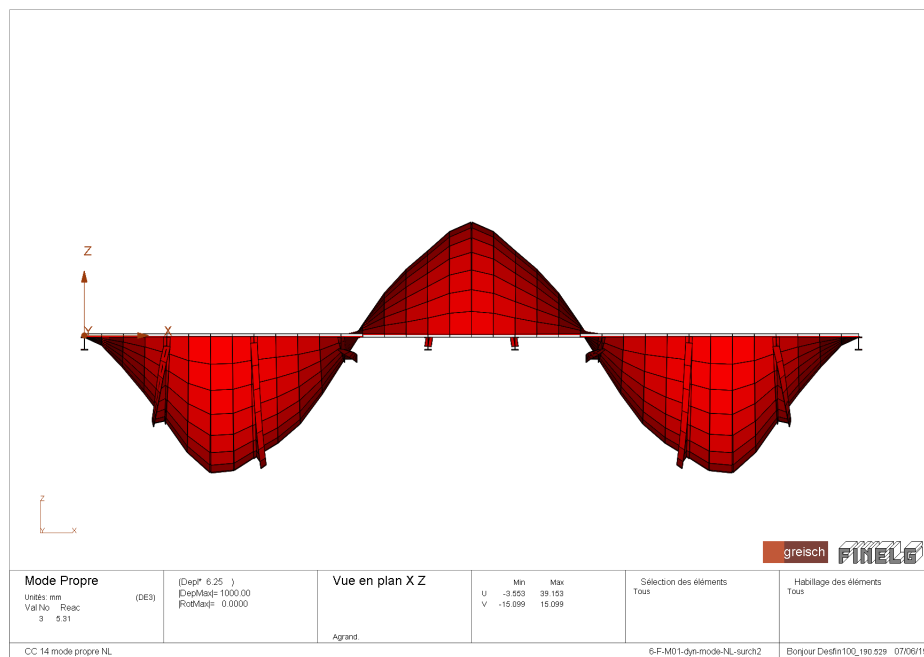 Z
Y
X
Z
Y
X
greisch
FINELG
Mode Propre
Unités: mm
(DE3)
Val No Reac
3 5.31
(Depl* 6.25 )
|DepMax|= 1000.00
|RotMax|= 0.0000
Vue en plan X Z
Agrand.
Min Max
U -3.553 39.153
V -15.099 15.099
Sélection des éléments
Tous
Habillage des éléments
Tous
CC 14 mode propre NL
6-F-M01-dyn-mode-NL-surch2
Bonjour Desfin100_190.529